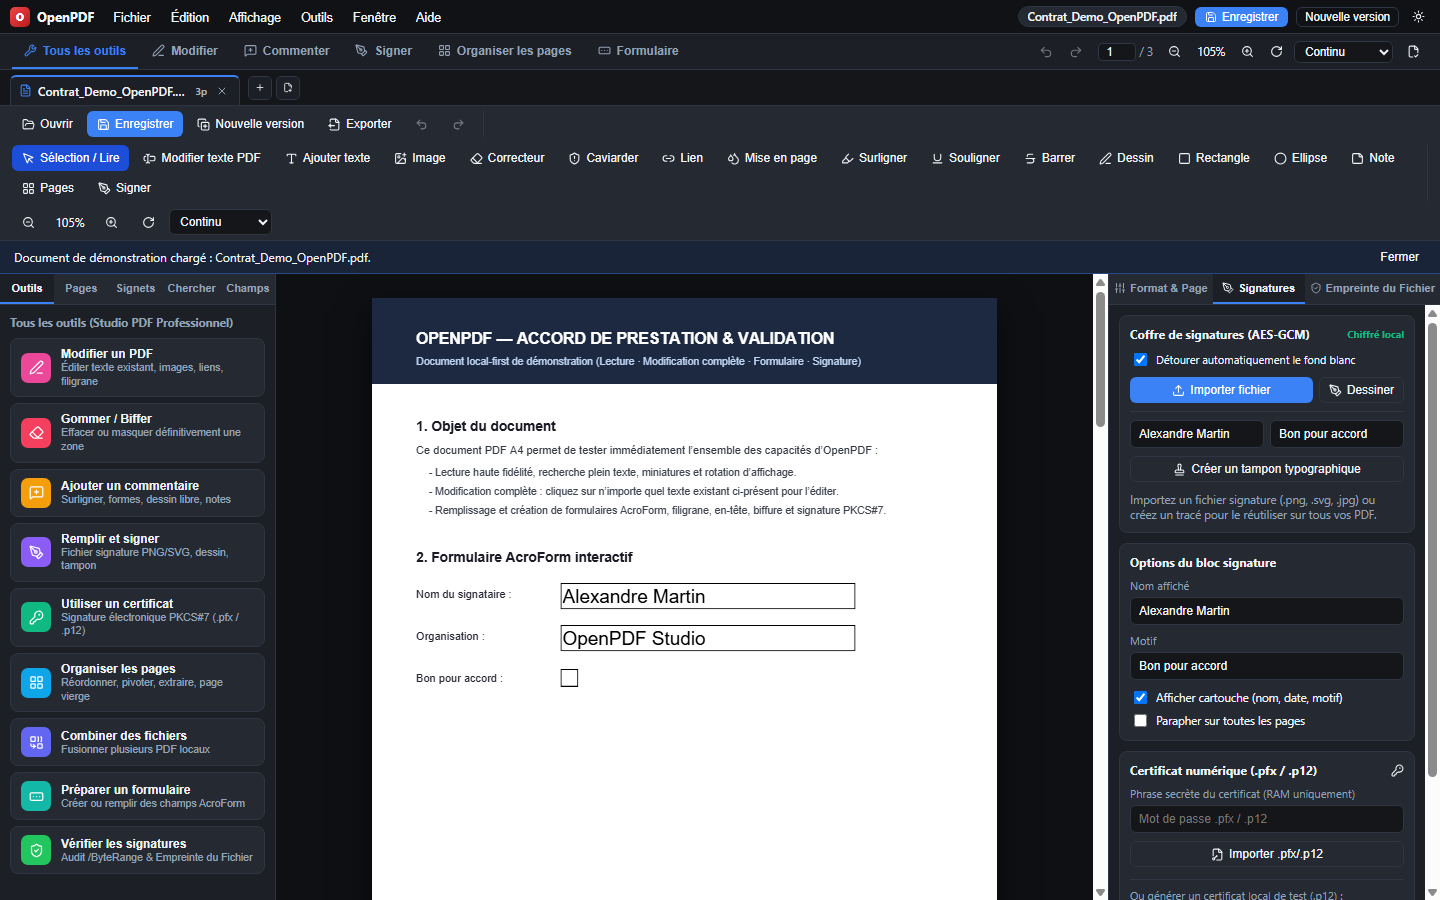 OpenPDF Fichier Édition Affichage Outils Fenêtre Aide Contrat_Demo_OpenPDF.pdf Enregistrer Nouvelle version
Tous les outils Modifier Commenter Signer Organiser les pages Formulaire 1 / 3 105% Continu
Contrat_Demo_OpenPDF.... 3p
Ouvrir Enregistrer Nouvelle version Exporter
Sélection / Lire Modifier texte PDF Ajouter texte Image Correcteur Caviarder Lien Mise en page Surligner Souligner Barrer Dessin Rectangle Ellipse Note
Pages Signer
105% Continu
Document de démonstration chargé : Contrat_Demo_OpenPDF.pdf. Fermer
Outils Pages Signets Chercher Champs
Tous les outils (Studio PDF Professionnel)
Modifier un PDF
Éditer texte existant, images, liens,
filigrane
Gommer / Biffer
Effacer ou masquer définitivement une
zone
Ajouter un commentaire
Surligner, formes, dessin libre, notes
Remplir et signer
Fichier signature PNG/SVG, dessin,
tampon
Utiliser un certificat
Signature électronique PKCS#7 (.pfx /
.p12)
Organiser les pages
Réordonner, pivoter, extraire, page
vierge
Combiner des fichiers
Fusionner plusieurs PDF locaux
Préparer un formulaire
Créer ou remplir des champs AcroForm
Vérifier les signatures
Audit /ByteRange & Empreinte du Fichier
OPENPDF — ACCORD DE PRESTATION & VALIDATION
Document local-first de démonstration (Lecture · Modification complète · Formulaire · Signature)
1. Objet du document
Ce document PDF A4 permet de tester immédiatement l'ensemble des capacités d'OpenPDF :
- Lecture haute fidélité, recherche plein texte, miniatures et rotation d'affichage.
- Modification complète : cliquez sur n'importe quel texte existant ci-présent pour l'éditer.
- Remplissage et création de formulaires AcroForm, filigrane, en-tête, biffure et signature PKCS#7.
2. Formulaire AcroForm interactif
Nom du signataire : Alexandre Martin
Organisation : OpenPDF Studio
Bon pour accord :
Format & Page Signatures Empreinte du Fichier
Coffre de signatures (AES-GCM) Chiffré local
Détourer automatiquement le fond blanc
Importer fichier Dessiner
Alexandre Martin Bon pour accord
Créer un tampon typographique
Importez un fichier signature (.png, .svg, .jpg) ou
créez un tracé pour le réutiliser sur tous vos PDF.
Options du bloc signature
Nom affiché
Alexandre Martin
Motif
Bon pour accord
Afficher cartouche (nom, date, motif)
Parapher sur toutes les pages
Certificat numérique (.pfx / .p12)
Phrase secrète du certificat (RAM uniquement)
Mot de passe .pfx / .p12
Importer .pfx/.p12
Ou générer un certificat local de test (.p12) :